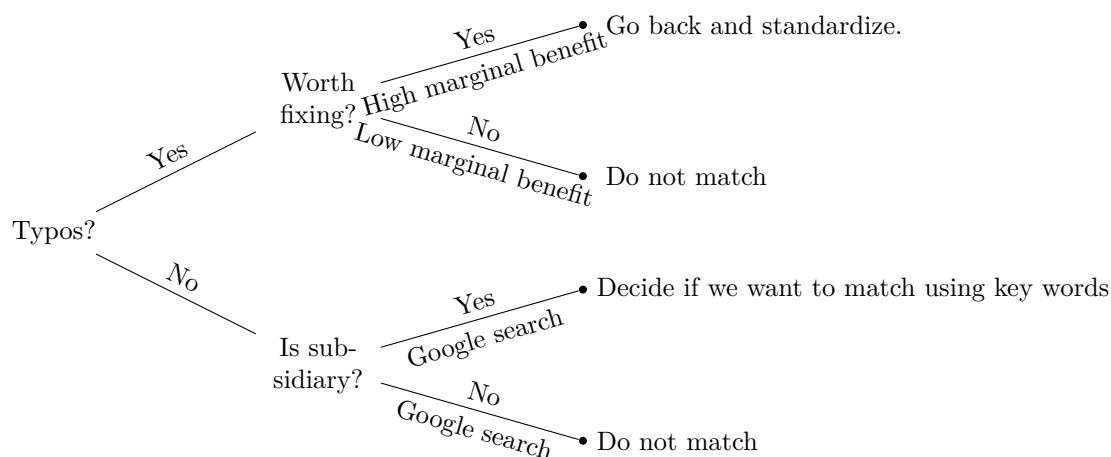 Typos?
Yes
Worth
fixing?
Yes
High marginal benefit
Go back and standardize.
No
Low marginal benefit
Do not match
No
Is sub-
sidiary?
Yes
Google search
Decide if we want to match using key words
No
Google search
Do not match